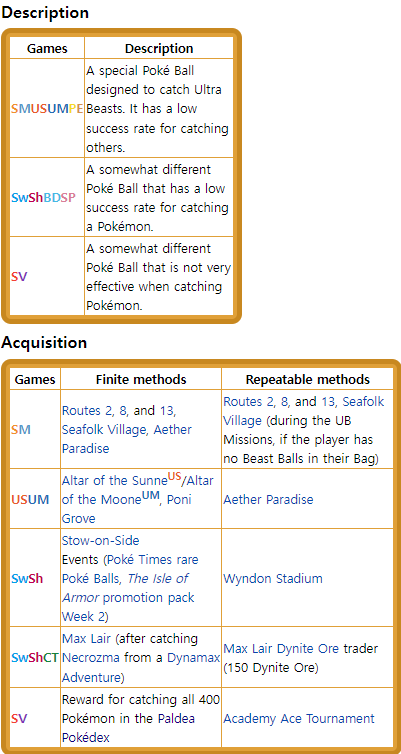 Description
Games Description
SMUSUMPE
A special Poké Ball
designed to catch Ultra
Beasts. It has a low
success rate for catching
others.
SwShBDSP
A somewhat different
Poké Ball that has a low
success rate for catching
a Pokémon.
SV
A somewhat different
Poké Ball that is not very
effective when catching
Pokémon.
Acquisition
Games Finite methods Repeatable methods
SM
Routes 2, 8, and 13,
Seafolk Village, Aether
Paradise
Routes 2, 8, and 13, Seafolk
Village (during the UB
Missions, if the player has
no Beast Balls in their Bag)
USUM
Altar of the SunneUS/Altar
of the MooneUM, Poni
Grove
Aether Paradise
SwSh
Stow-on-Side
Events (Poké Times rare
Poké Balls, The Isle of
Armor promotion pack
Week 2)
Wyndon Stadium
SwShCT
Max Lair (after catching
Necrozma from a Dynamax
Adventure)
Max Lair Dynite Ore trader
(150 Dynite Ore)
SV
Reward for catching all 400
Pokémon in the Paldea
Pokédex
Academy Ace Tournament